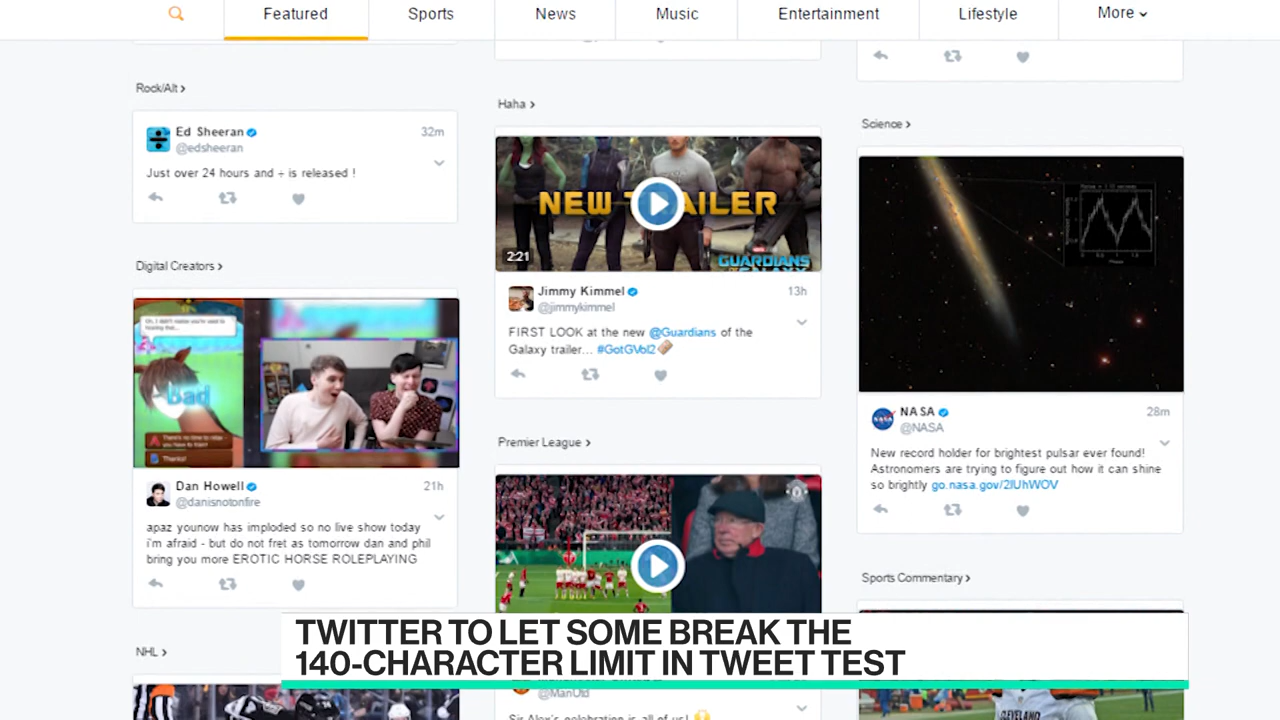 Featured
Sports
News
Music
Entertainment
Lifestyle
More
Rock/Alt
Ed Sheeran
32m
@edsheeran
Just over 24 hours and ÷ is released !
Digital Creators
Bad
Thanks!
Dan Howell
21h
@danisnotonfire
apaz younow has imploded so no live show today
i'm afraid - but do not fret as tomorrow dan and phil
bring you more EROTIC HORSE ROLEPLAYING
NHL
Haha
NEW TRAILER
2:21
GUARDIANS
GALAXY
Jimmy Kimmel
13h
@jimmykimmel
FIRST LOOK at the new @Guardians of the
Galaxy trailer... #GotGVol2
Premier League
@ManUtd
Sir Alex's celebration is all of us!
Science
NASA
28m
@NASA
New record holder for brightest pulsar ever found!
Astronomers are trying to figure out how it can shine
so brightly go.nasa.gov/2lUhWOV
Sports Commentary
CLEVELAND
TWITTER TO LET SOME BREAK THE
140-CHARACTER LIMIT IN TWEET TEST